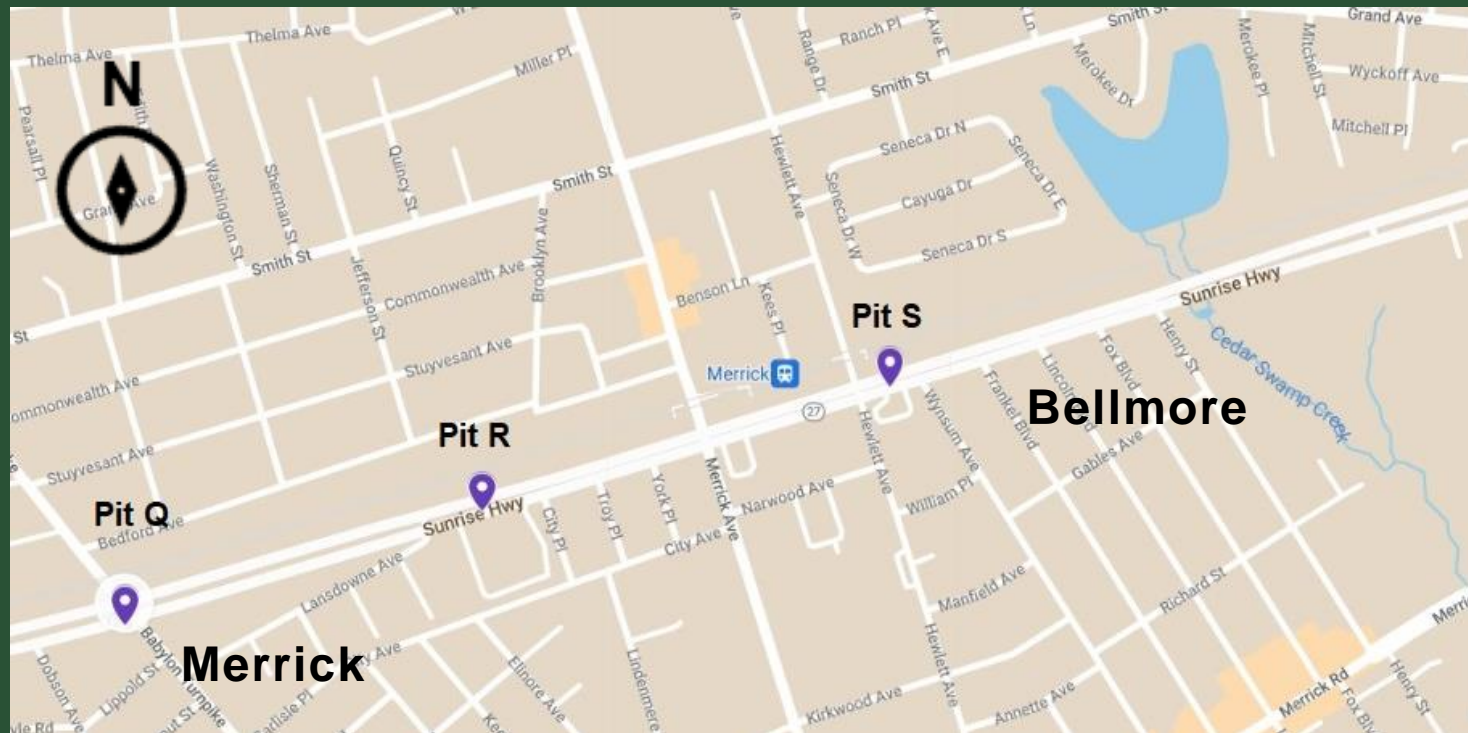 Thelma Ave
Thelma Ave
Miller Pl
Ranch Pl
Range Dr
Smith St
Grand Ave
Merokee Pl
Mitchell St
Wyckoff Ave
Mitchell Pl
Merokee Dr
Smith St
N
Pearsall Pl
Washington St
Sherman St
Quincy St
Hewlett Ave
Seneca Dr N
Seneca Dr E
Cayuga Dr
Seneca Dr W
Seneca Dr S
Smith St
Smith St
Jefferson St
Commonwealth Ave
Brooklyn Ave
Benson Ln
Kees Pl
Sunrise Hwy
Pit S
St
Stuyvesant Ave
Merrick
Henry St
Fox Blvd
Cedar Swamp Creek
27
Wynsum Ave
Frankel Blvd
Bellmore
Pit R
Stuyvesant Ave
Hewlett Ave
Gables Ave
Merrick Ave
Narwood Ave
William Pl
Pit Q
Bedford Ave
Sunrise Hwy
City Pl
Troy Pl
York Pl
City Ave
Lansdowne Ave
Manfield Ave
Richard St
Merrick
Babylon Turnpike
Dobson Ave
Lippold St
Carlisle Pl
Elinore Ave
Hewlett Ave
Kirkwood Ave
Annette Ave
Merrick Rd
Henry St